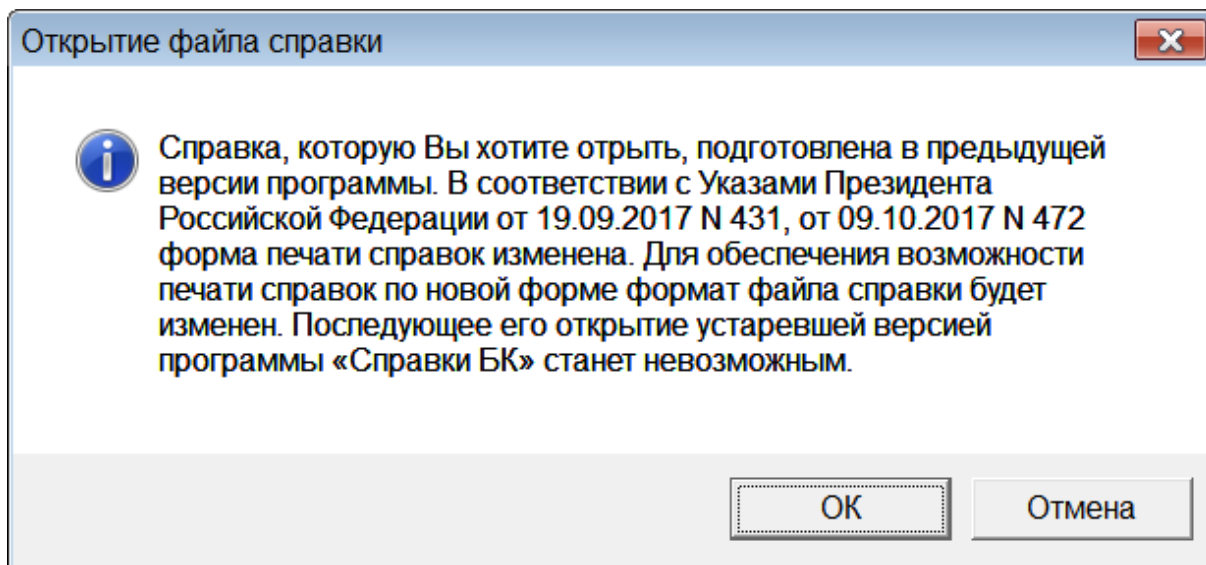 Открытие файла справки
Справка, которую Вы хотите отрыть, подготовлена в предыдущей
версии программы. В соответствии с Указами Президента
Российской Федерации от 19.09.2017 N 431, от 09.10.2017 N 472
форма печати справок изменена. Для обеспечения возможности
печати справок по новой форме формат файла справки будет
изменен. Последующее его открытие устаревшей версией
программы «Справки БК» станет невозможным.
ОК
Отмена